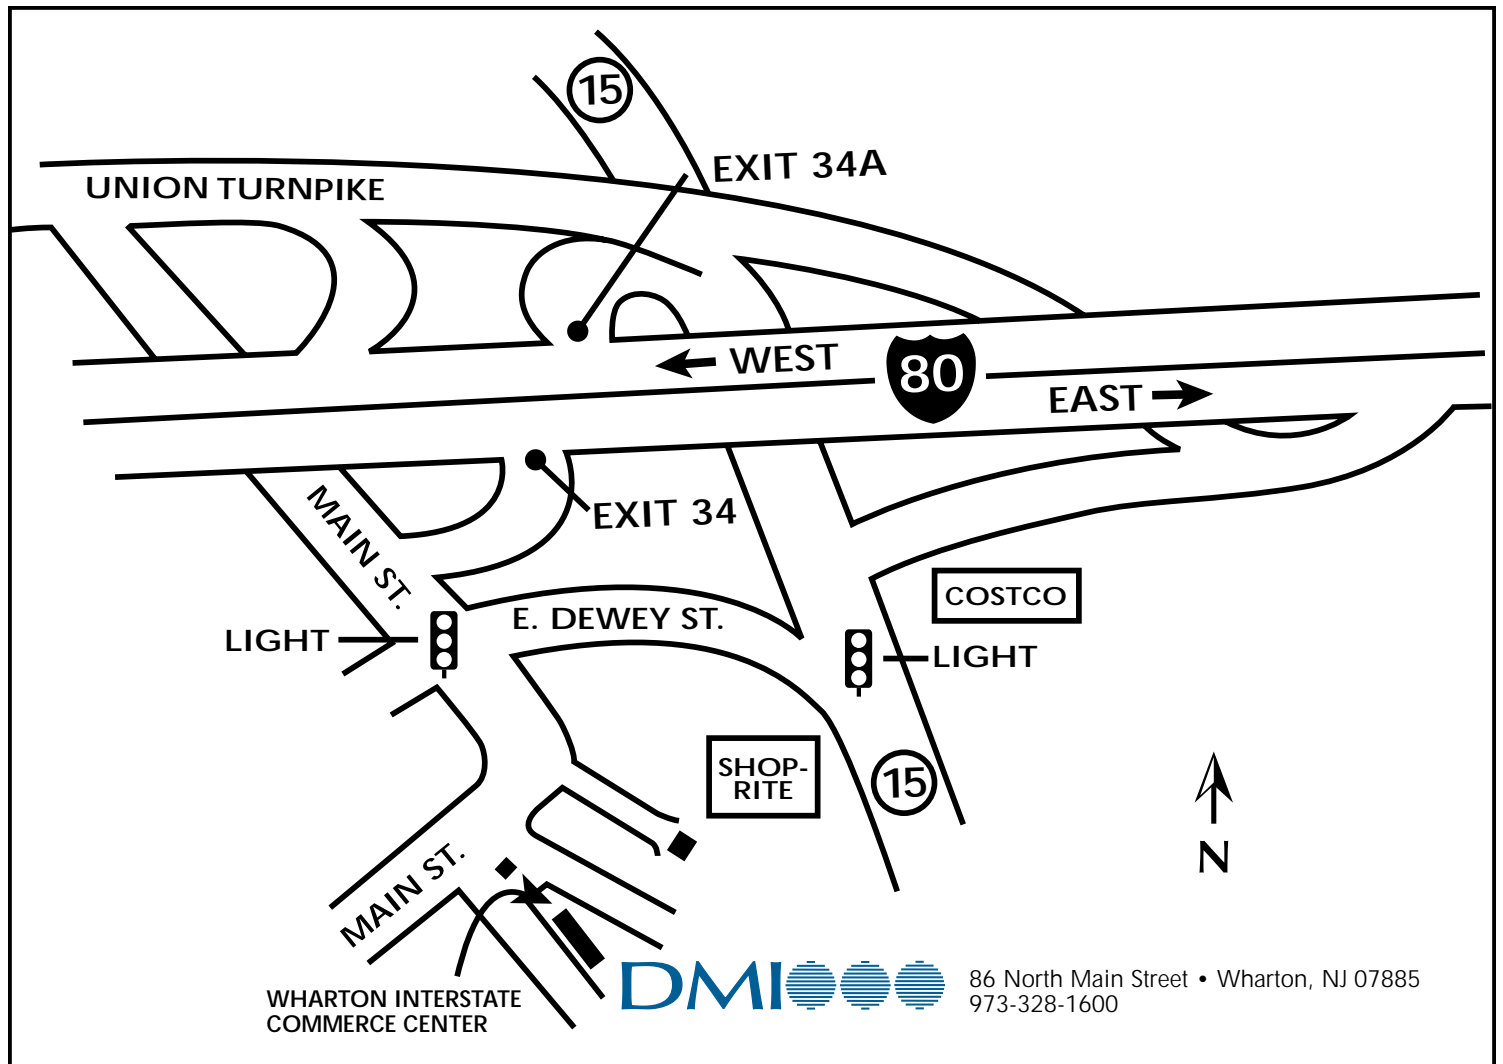 15
EXIT 34A
UNION TURNPIKE
WEST
80
EAST
MAIN ST.
EXIT 34
COSTCO
E. DEWEY ST.
LIGHT
LIGHT
SHOP-
RITE
15
N
MAIN ST.
DMI
86 North Main Street • Wharton, NJ 07885
973-328-1600
WHARTON INTERSTATE
COMMERCE CENTER